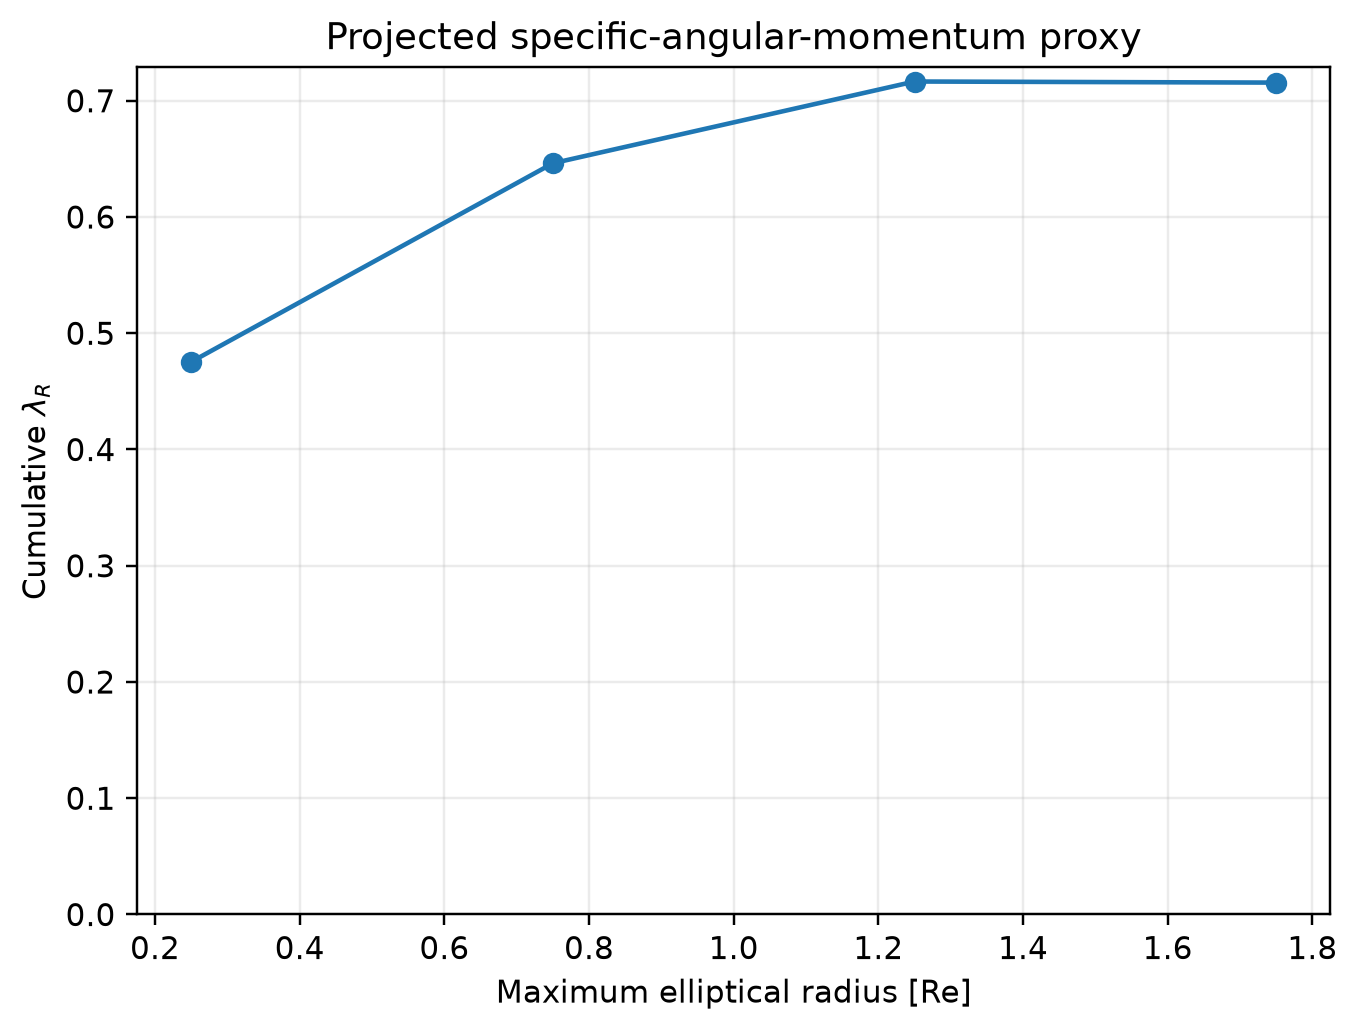 Projected specific-angular-momentum proxy
Cumulative λR
0.7
0.6
0.5
0.4
0.3
0.2
0.1
0.0
0.2 0.4 0.6 0.8 1.0 1.2 1.4 1.6 1.8
Maximum elliptical radius [Re]